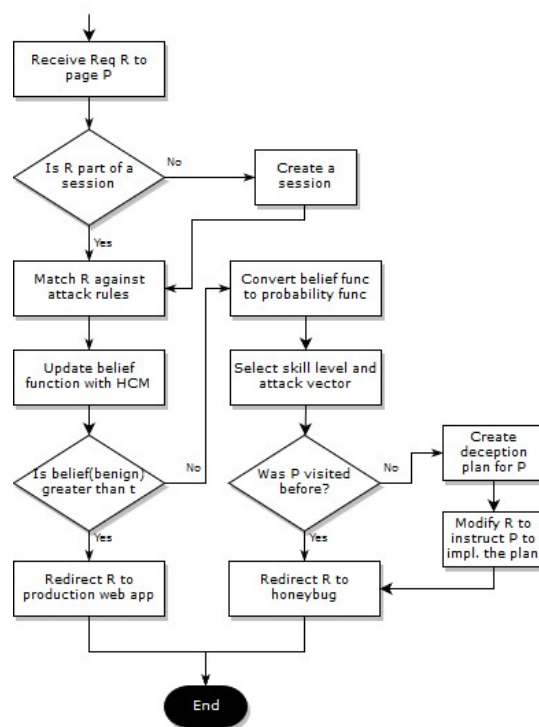 Receive Req R to
page P
Is R part of a
session
No
Create a
session
Yes
Match R against
attack rules
Convert belief func
to probability func
Update belief
function with HCM
Select skill level and
attack vector
Is belief(benign)
greater than t
No
Was P visited
before?
No
Create
deception
plan for P
Yes
Yes
Modify R to
instruct P to
impl. the plan
Redirect R to
production web app
Redirect R to
honeybug
End